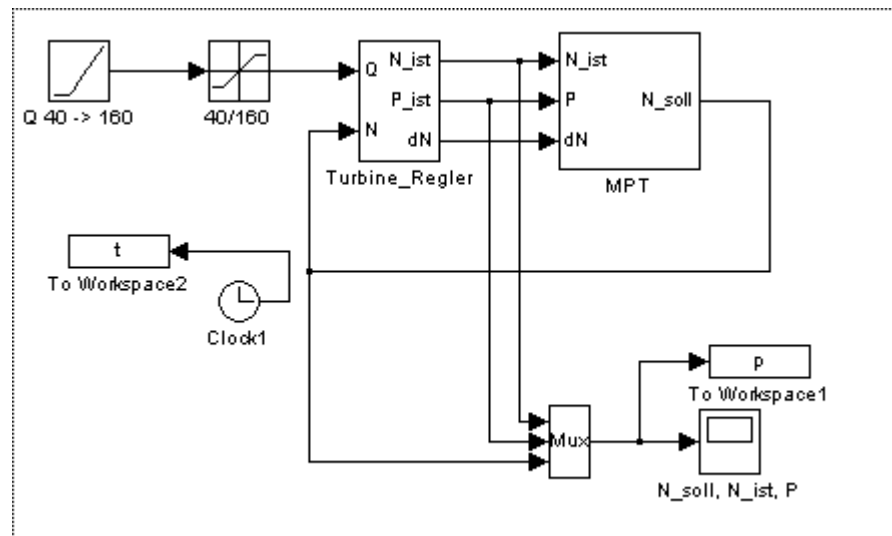 Q 40 -> 160
40/160
Q
N
N_ist
P_ist
dN
Turbine_Regler
N_ist
P
dN
N_soll
MPT
t
To Workspace2
Clock1
Mux
p
To Workspace1
N_soll, N_ist, P